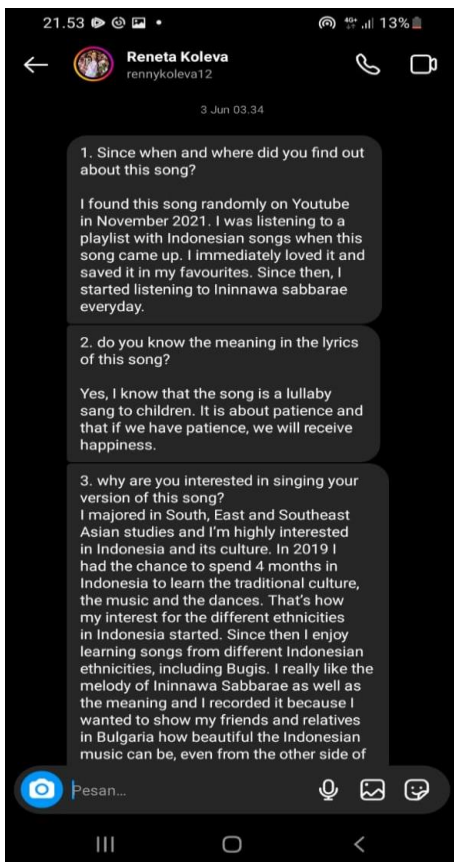 21.53
4G+ 13%
Reneta Koleva
rennykoleva12
3 Jun 03.34
1. Since when and where did you find out
about this song?
I found this song randomly on Youtube
in November 2021. I was listening to a
playlist with Indonesian songs when this
song came up. I immediately loved it and
saved it in my favourites. Since then, I
started listening to Ininnawa sabbarae
everyday.
2. do you know the meaning in the lyrics
of this song?
Yes, I know that the song is a lullaby
sang to children. It is about patience and
that if we have patience, we will receive
happiness.
3. why are you interested in singing your
version of this song?
I majored in South, East and Southeast
Asian studies and I'm highly interested
in Indonesia and its culture. In 2019 I
had the chance to spend 4 months in
Indonesia to learn the traditional culture,
the music and the dances. That's how
my interest for the different ethnicities
in Indonesia started. Since then I enjoy
learning songs from different Indonesian
ethnicities, including Bugis. I really like the
melody of Ininnawa Sabbarae as well as
the meaning and I recorded it because I
wanted to show my friends and relatives
in Bulgaria how beautiful the Indonesian
music can be, even from the other side of
Pesan...